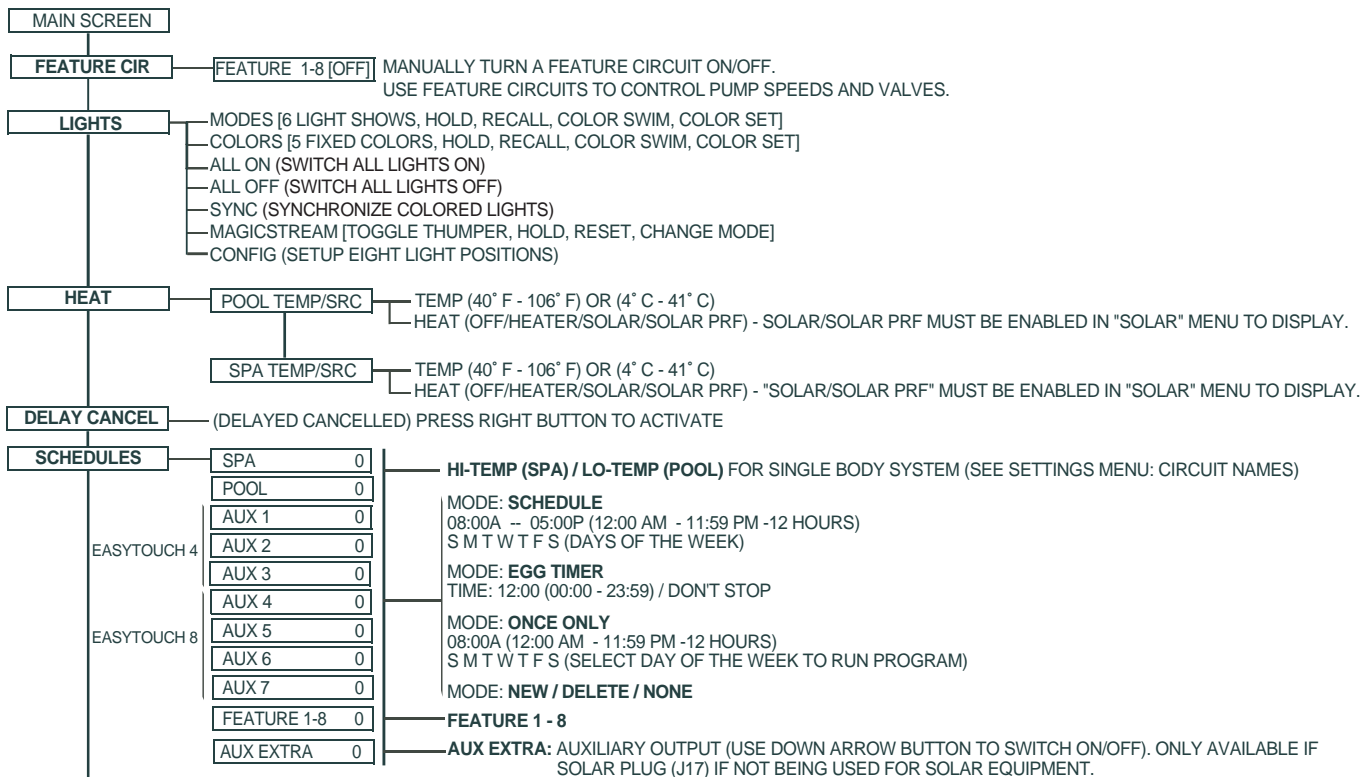 MAIN SCREEN
FEATURE CIR
FEATURE 1-8 [OFF]
MANUALLY TURN A FEATURE CIRCUIT ON/OFF.
USE FEATURE CIRCUITS TO CONTROL PUMP SPEEDS AND VALVES.
LIGHTS
MODES [6 LIGHT SHOWS, HOLD, RECALL, COLOR SWIM, COLOR SET]
COLORS [5 FIXED COLORS, HOLD, RECALL, COLOR SWIM, COLOR SET]
ALL ON (SWITCH ALL LIGHTS ON)
ALL OFF (SWITCH ALL LIGHTS OFF)
SYNC (SYNCHRONIZE COLORED LIGHTS)
MAGICSTREAM [TOGGLE THUMPER, HOLD, RESET, CHANGE MODE]
CONFIG (SETUP EIGHT LIGHT POSITIONS)
HEAT
POOL TEMP/SRC
TEMP (40˚ F - 106˚ F) OR (4˚ C - 41˚ C)
HEAT (OFF/HEATER/SOLAR/SOLAR PRF) - SOLAR/SOLAR PRF MUST BE ENABLED IN "SOLAR" MENU TO DISPLAY.
SPA TEMP/SRC
TEMP (40˚ F - 106˚ F) OR (4˚ C - 41˚ C)
HEAT (OFF/HEATER/SOLAR/SOLAR PRF) - "SOLAR/SOLAR PRF" MUST BE ENABLED IN "SOLAR" MENU TO DISPLAY.
DELAY CANCEL
(DELAYED CANCELLED) PRESS RIGHT BUTTON TO ACTIVATE
SCHEDULES
SPA 0
POOL 0
EASYTOUCH 4
AUX 1 0
AUX 2 0
AUX 3 0
EASYTOUCH 8
AUX 4 0
AUX 5 0
AUX 6 0
AUX 7 0
FEATURE 1-8 0
AUX EXTRA 0
HI-TEMP (SPA) / LO-TEMP (POOL) FOR SINGLE BODY SYSTEM (SEE SETTINGS MENU: CIRCUIT NAMES)
MODE: SCHEDULE
08:00A -- 05:00P (12:00 AM - 11:59 PM -12 HOURS)
S M T W T F S (DAYS OF THE WEEK)
MODE: EGG TIMER
TIME: 12:00 (00:00 - 23:59) / DON'T STOP
MODE: ONCE ONLY
08:00A (12:00 AM - 11:59 PM -12 HOURS)
S M T W T F S (SELECT DAY OF THE WEEK TO RUN PROGRAM)
MODE: NEW / DELETE / NONE
FEATURE 1 - 8
AUX EXTRA: AUXILIARY OUTPUT (USE DOWN ARROW BUTTON TO SWITCH ON/OFF). ONLY AVAILABLE IF
SOLAR PLUG (J17) IF NOT BEING USED FOR SOLAR EQUIPMENT.